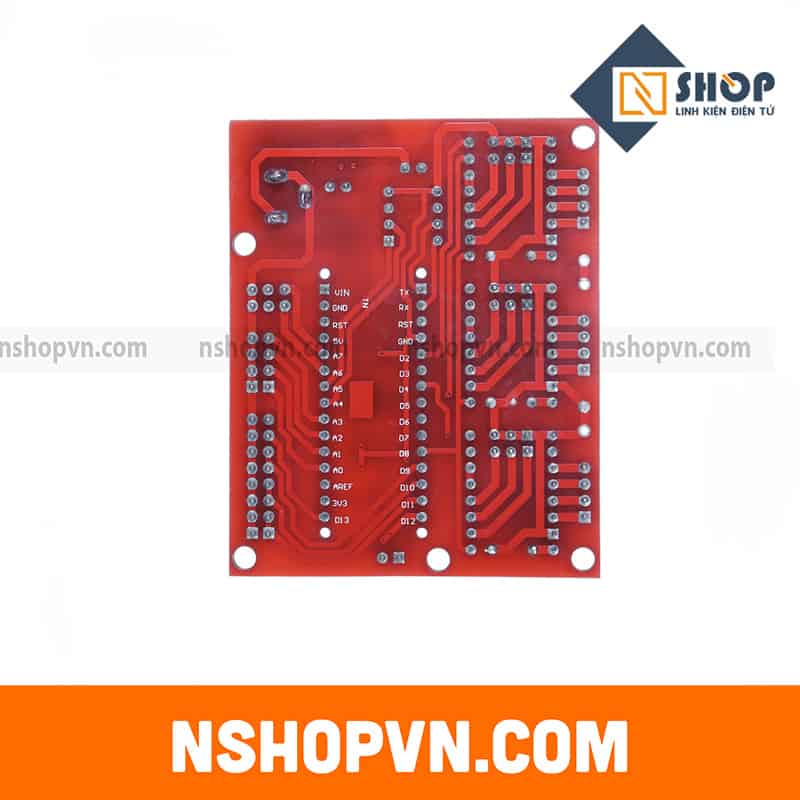 N SHOP
LINH KIỆN ĐIỆN TỬ
VIN TX
GND RX
RST RST
5V GND
A7 D2
A6 D3
A5 D4
A4 D5
A3 D6
A2 D7
A1 D8
A0 D9
AREF D10
3V3 D11
D13 D12
TN
nshopvn.com nshopvn.com nshopvn.com
NSHOPVN.COM